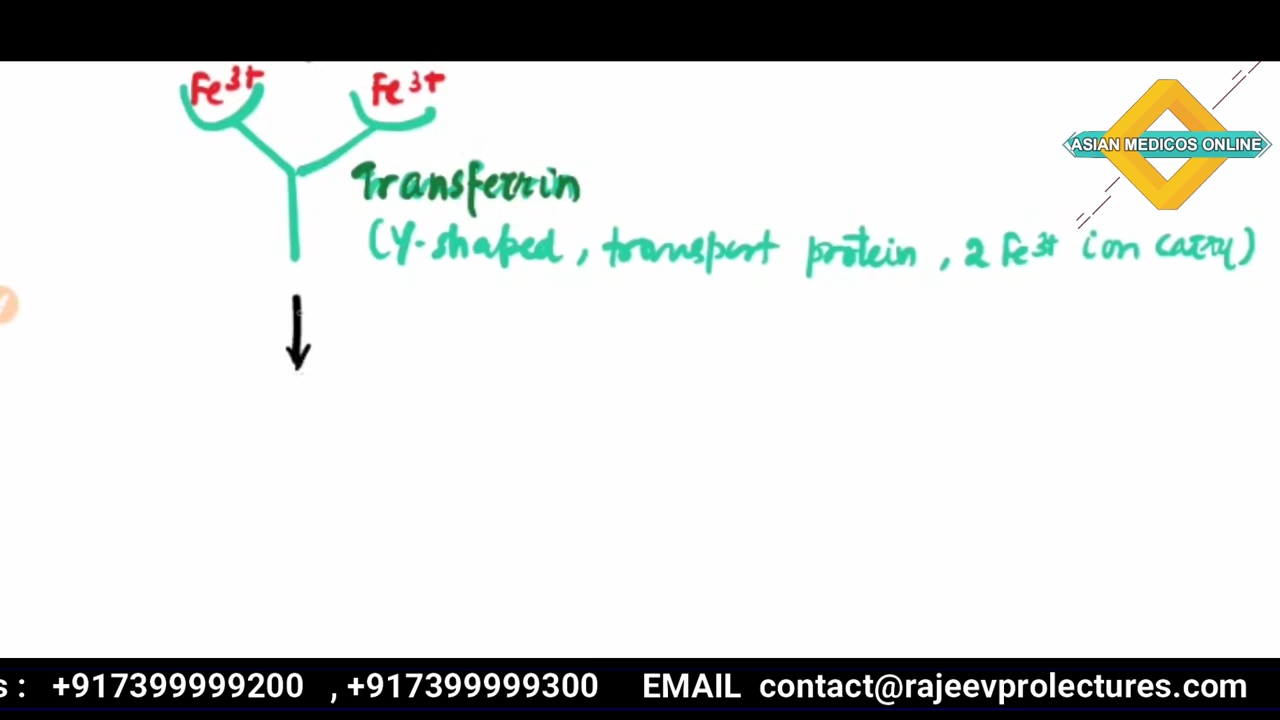 Fe³⁺ Fe³⁺
ASIAN MEDICOS ONLINE
Transferrin
(Y-shaped, transport protein, 2 Fe³⁺ ion carry)
s : +917399999200 , +917399999300 EMAIL contact@rajeevprolectures.com